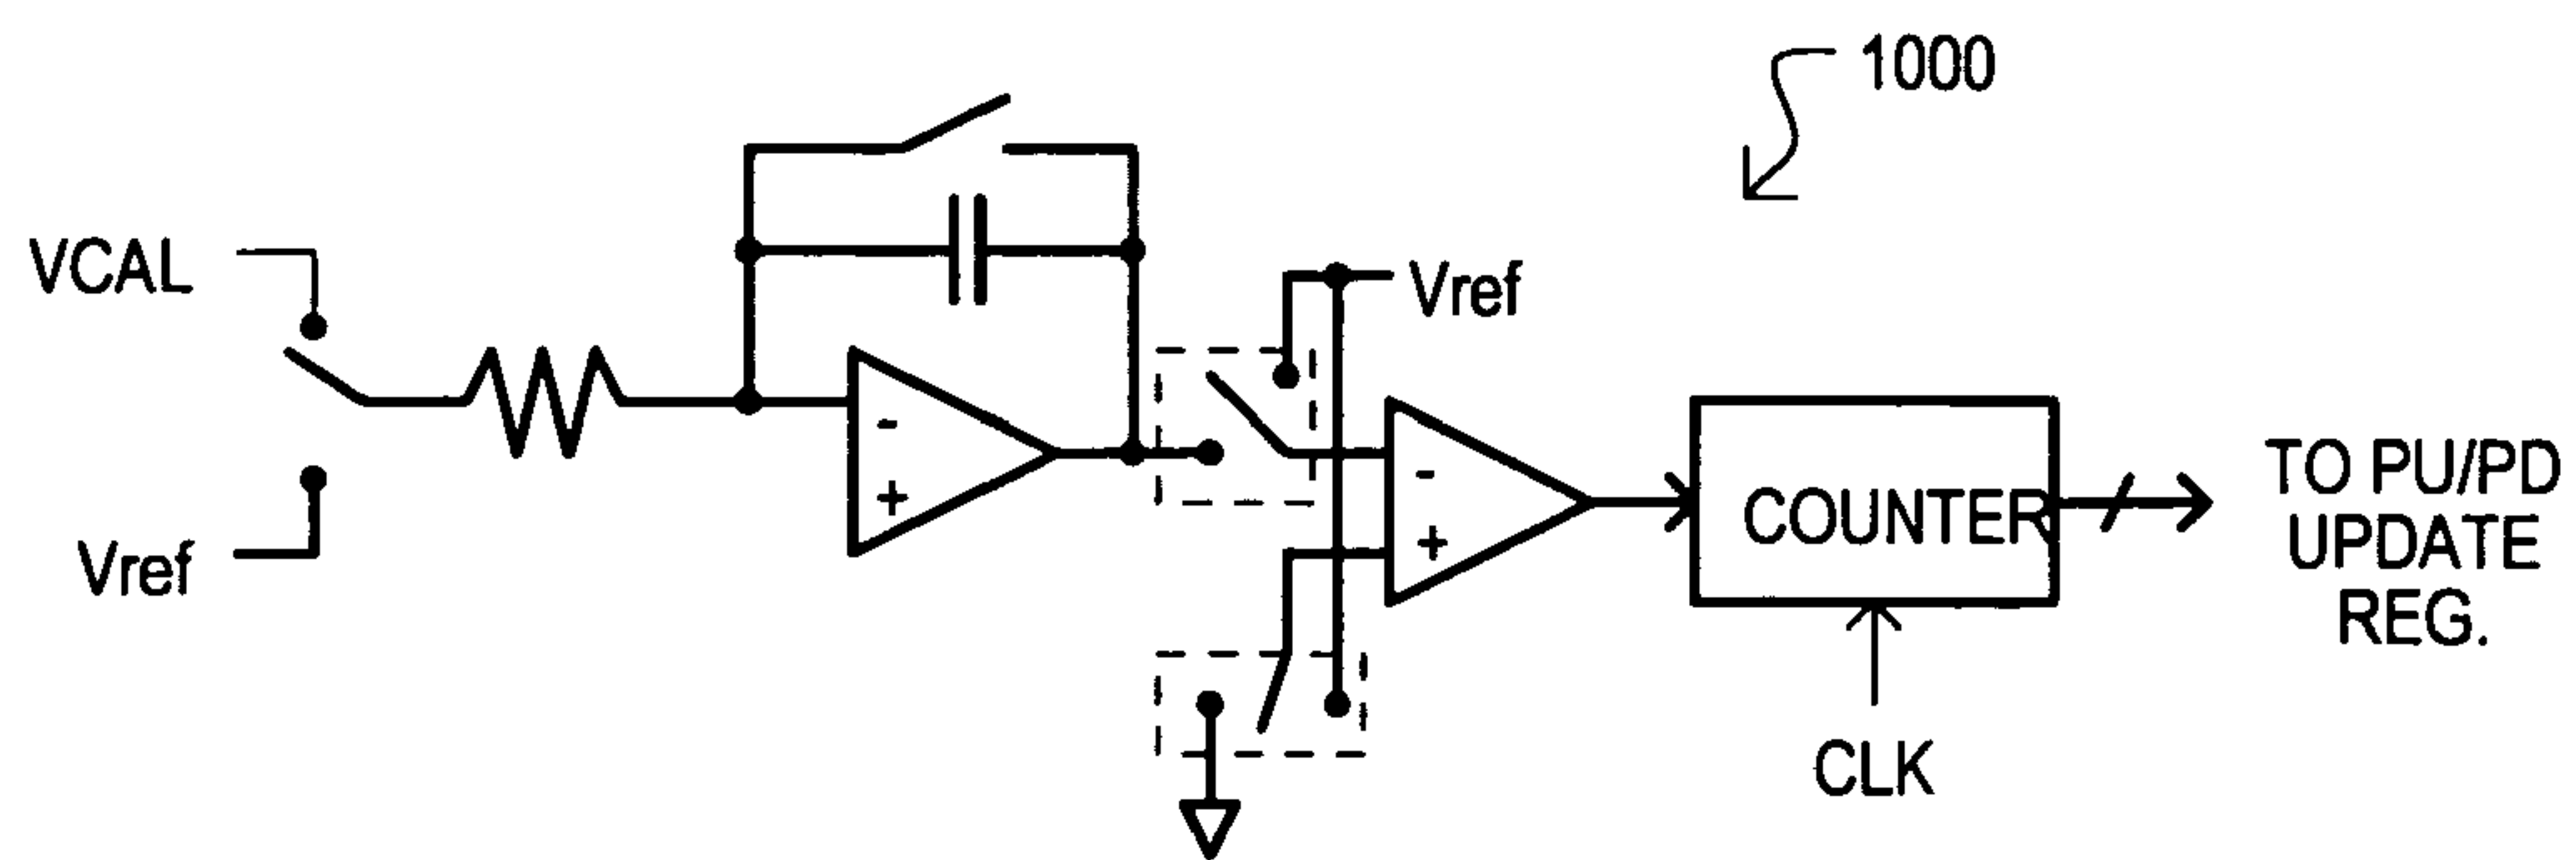 1000
VCAL
Vref
Vref
-
+
-
+
COUNTER
CLK
TO PU/PD
UPDATE
REG.